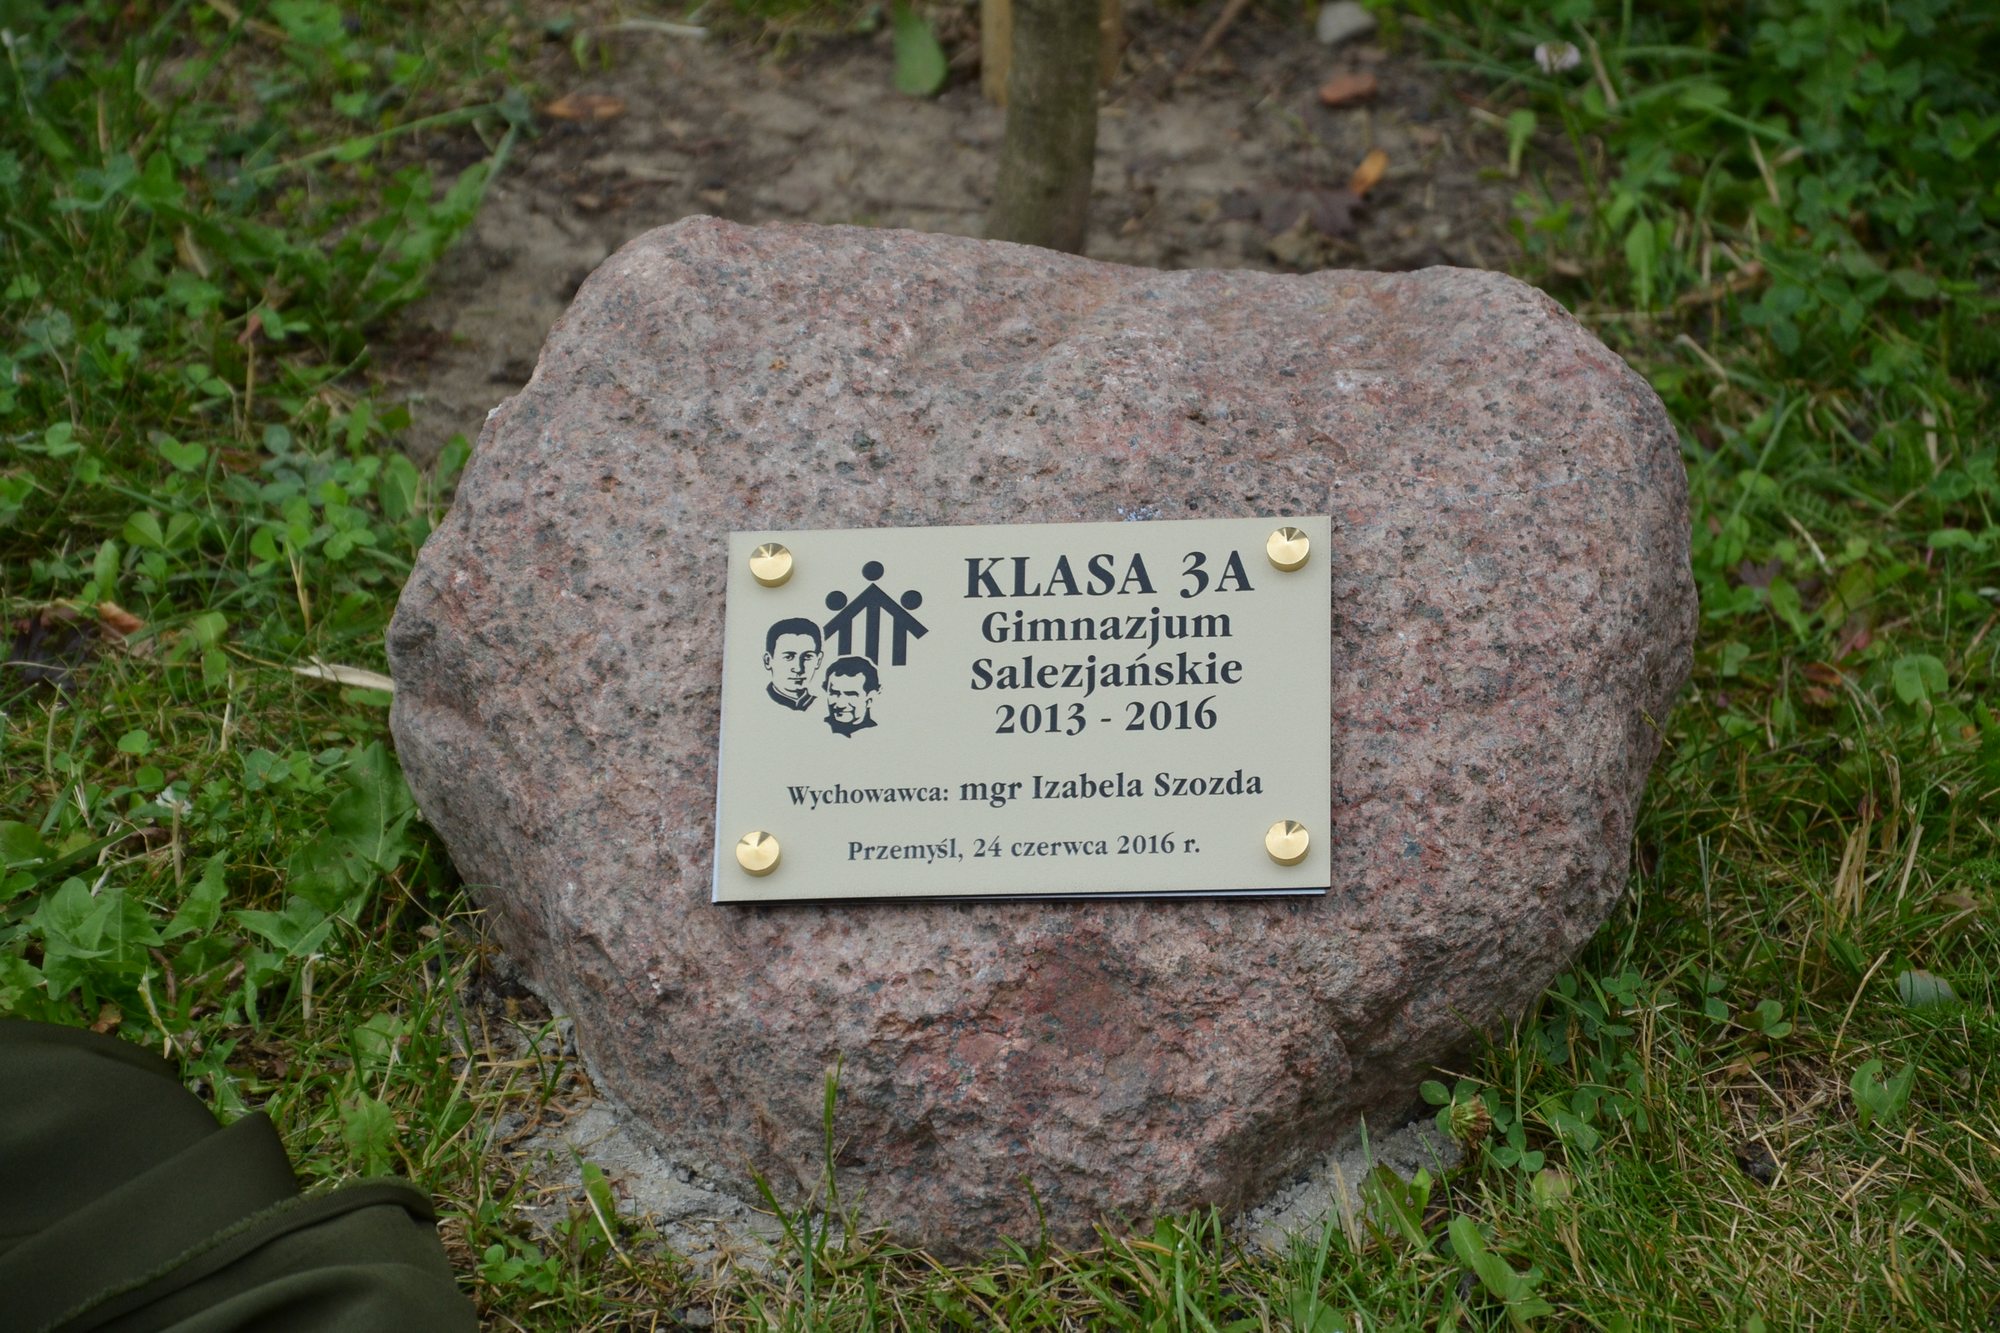 KLASA 3A
Gimnazjum
Salezjańskie
2013 - 2016
Wychowawca: mgr Izabela Szozda
Przemyśl, 24 czerwca 2016 r.